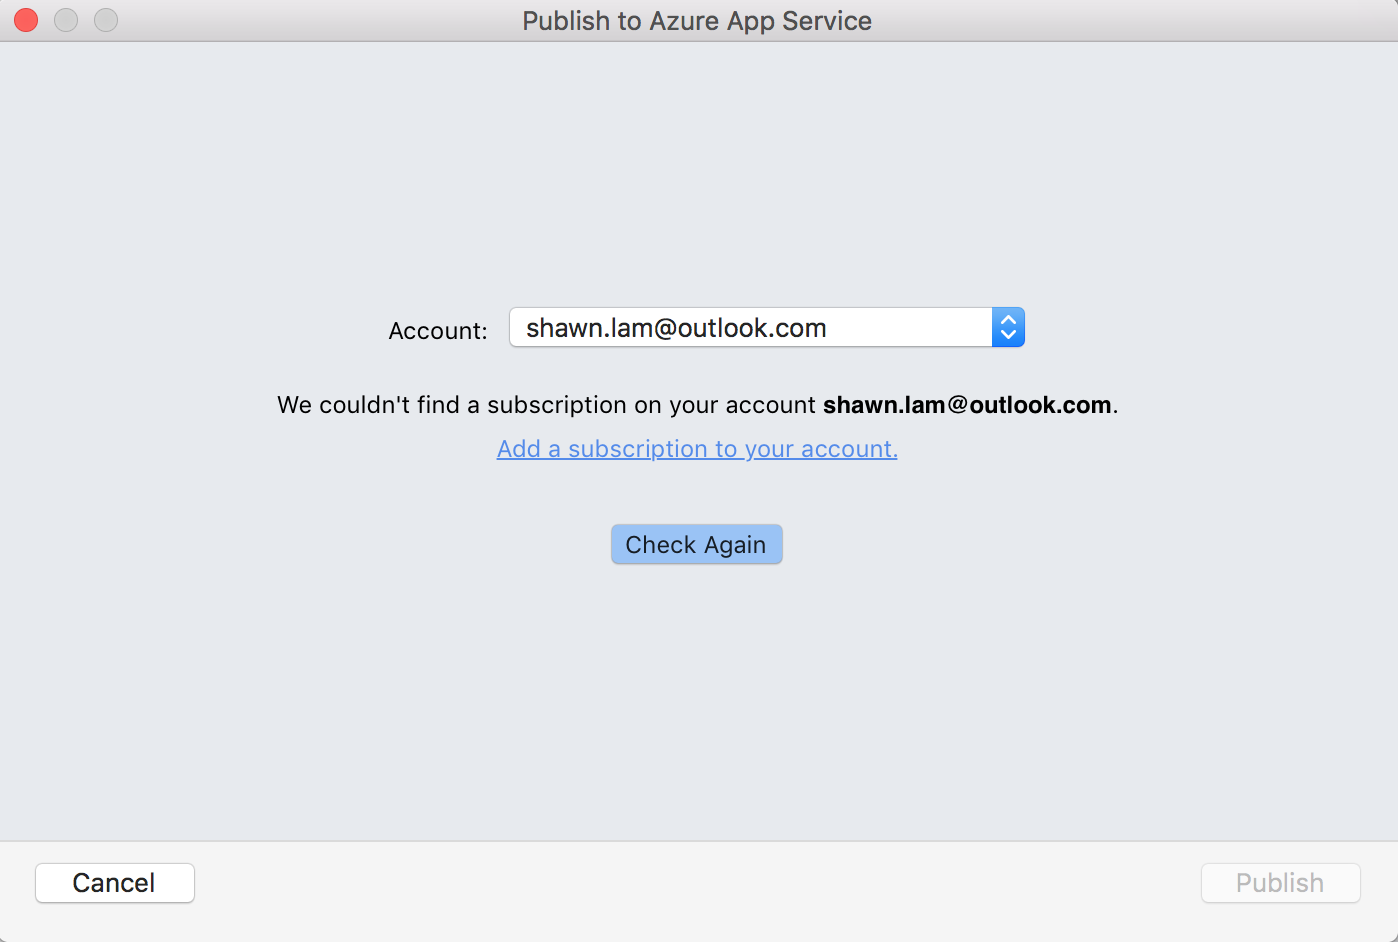 Publish to Azure App Service
Account: shawn.lam@outlook.com
We couldn't find a subscription on your account shawn.lam@outlook.com.
Add a subscription to your account.
Check Again
Cancel Publish